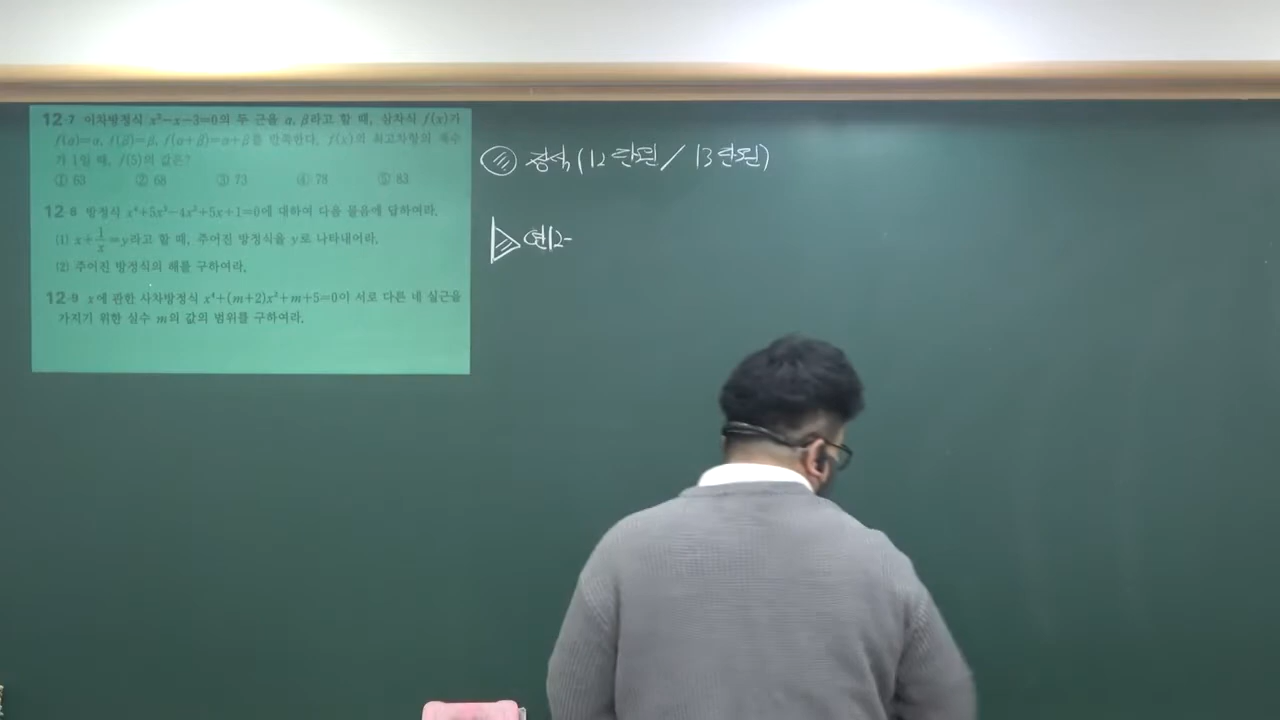 12·7 이차방정식 x²−x−3=0의 두 근을 α, β라고 할 때, 삼차식 f(x)가
f(α)=α, f(β)=β, f(α+β)=α+β를 만족한다. f(x)의 최고차항의 계수
가 1일 때, f(5)의 값은?
① 63 ② 68 ③ 73 ④ 78 ⑤ 83
12·8 방정식 x⁴+5x³−4x²+5x+1=0에 대하여 다음 물음에 답하여라.
(1) x+1/x=y라고 할 때, 주어진 방정식을 y로 나타내어라.
(2) 주어진 방정식의 해를 구하여라.
12·9 x에 관한 사차방정식 x⁴+(m+2)x²+m+5=0이 서로 다른 네 실근을
가지기 위한 실수 m의 값의 범위를 구하여라.
정석(12단원 / 13단원)
연12-